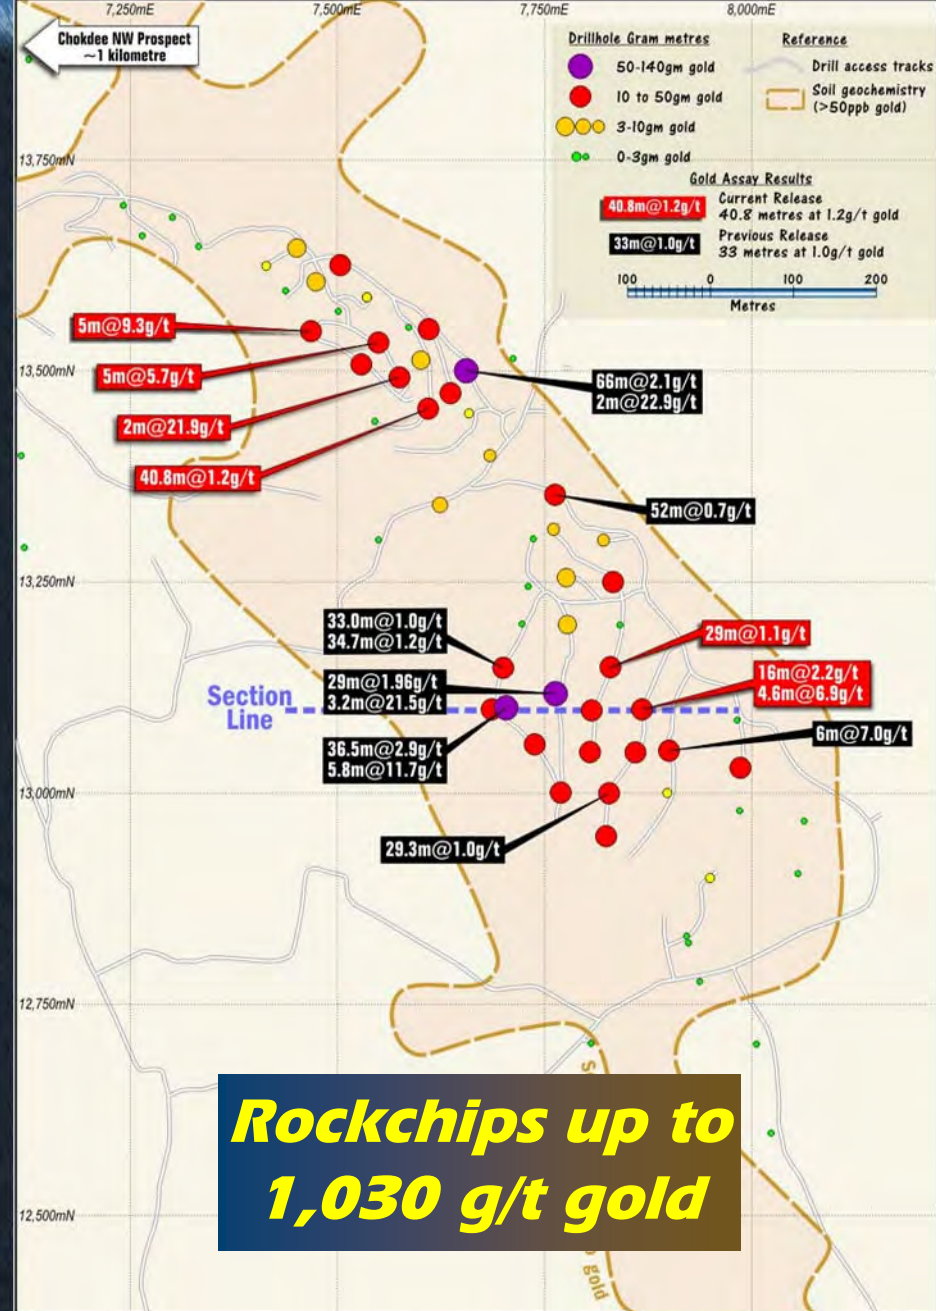 7,250mE
7,500mE
7,750mE
8,000mE
Chokdee NW Prospect
~1 kilometre
Drillhole Gram metres
50-140gm gold
10 to 50gm gold
3-10gm gold
0-3gm gold
Reference
Drill access tracks
Soil geochemistry
(>50ppb gold)
Gold Assay Results
40.8m@1.2g/t
Current Release
40.8 metres at 1.2g/t gold
33m@1.0g/t
Previous Release
33 metres at 1.0g/t gold
100
0
100
200
Metres
13,750mN
5m@9.3g/t
13,500mN
5m@5.7g/t
66m@2.1g/t
2m@22.9g/t
2m@21.9g/t
40.8m@1.2g/t
52m@0.7g/t
13,250mN
33.0m@1.0g/t
34.7m@1.2g/t
29m@1.1g/t
29m@1.96g/t
3.2m@21.5g/t
16m@2.2g/t
4.6m@6.9g/t
Section
Line
6m@7.0g/t
36.5m@2.9g/t
5.8m@11.7g/t
13,000mN
29.3m@1.0g/t
12,750mN
Rockchips up to
1,030 g/t gold
12,500mN
gold